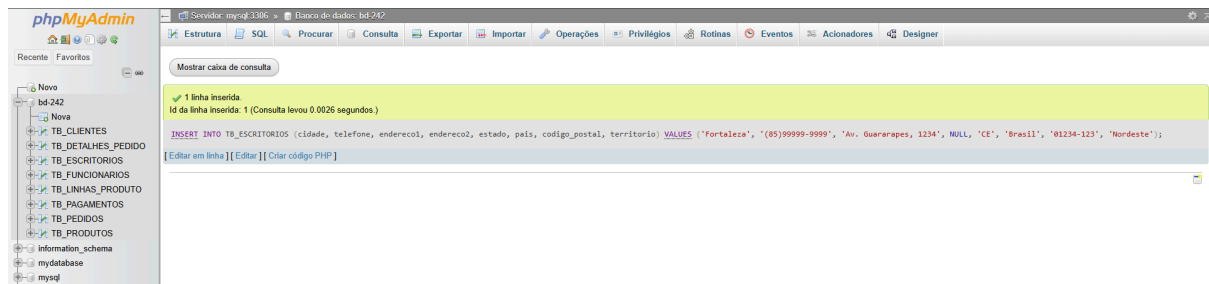 phpMyAdmin
Recente Favoritos
Novo
bd-242
Nova
TB_CLIENTES
TB_DETALHES_PEDIDO
TB_ESCRITORIOS
TB_FUNCIONARIOS
TB_LINHAS_PRODUTO
TB_PAGAMENTOS
TB_PEDIDOS
TB_PRODUTOS
information_schema
mydatabase
mysql
Servidor: mysql:3306 » Banco de dados: bd-242
Estrutura SQL Procurar Consulta Exportar Importar Operações Privilégios Rotinas Eventos Acionadores Designer
Mostrar caixa de consulta
1 linha inserida.
Id da linha inserida: 1 (Consulta levou 0.0026 segundos.)
INSERT INTO TB_ESCRITORIOS (cidade, telefone, endereco1, endereco2, estado, pais, codigo_postal, territorio) VALUES ('Fortaleza', '(85)99999-9999', 'Av. Guararapes, 1234', NULL, 'CE', 'Brasil', '01234-123', 'Nordeste');
[ Editar em linha ] [ Editar ] [ Criar código PHP ]